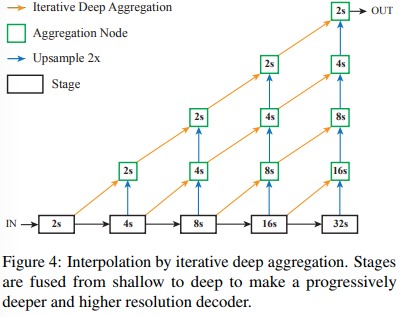 Iterative Deep Aggregation
Aggregation Node
Upsample 2x
Stage
2s OUT
2s 4s
2s 4s 8s
2s 4s 8s 16s
IN 2s 4s 8s 16s 32s
Figure 4: Interpolation by iterative deep aggregation. Stages
are fused from shallow to deep to make a progressively
deeper and higher resolution decoder.